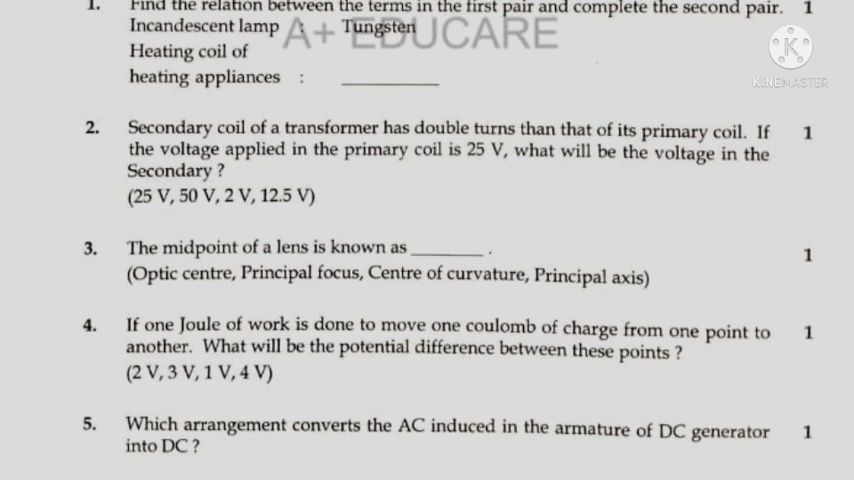 1. Find the relation between the terms in the first pair and complete the second pair. 1
Incandescent lamp : Tungsten
A+ EDUCARE
Heating coil of
heating appliances : ________
K
KINEMASTER
2. Secondary coil of a transformer has double turns than that of its primary coil. If 1
the voltage applied in the primary coil is 25 V, what will be the voltage in the
Secondary ?
(25 V, 50 V, 2 V, 12.5 V)
3. The midpoint of a lens is known as ________ . 1
(Optic centre, Principal focus, Centre of curvature, Principal axis)
4. If one Joule of work is done to move one coulomb of charge from one point to 1
another. What will be the potential difference between these points ?
(2 V, 3 V, 1 V, 4 V)
5. Which arrangement converts the AC induced in the armature of DC generator 1
into DC ?